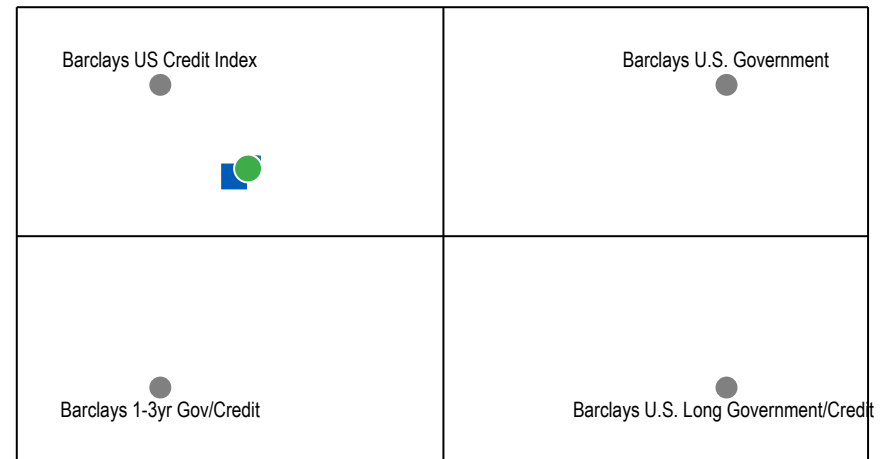 Barclays US Credit Index
Barclays U.S. Government
Barclays 1-3yr Gov/Credit
Barclays U.S. Long Government/Credit